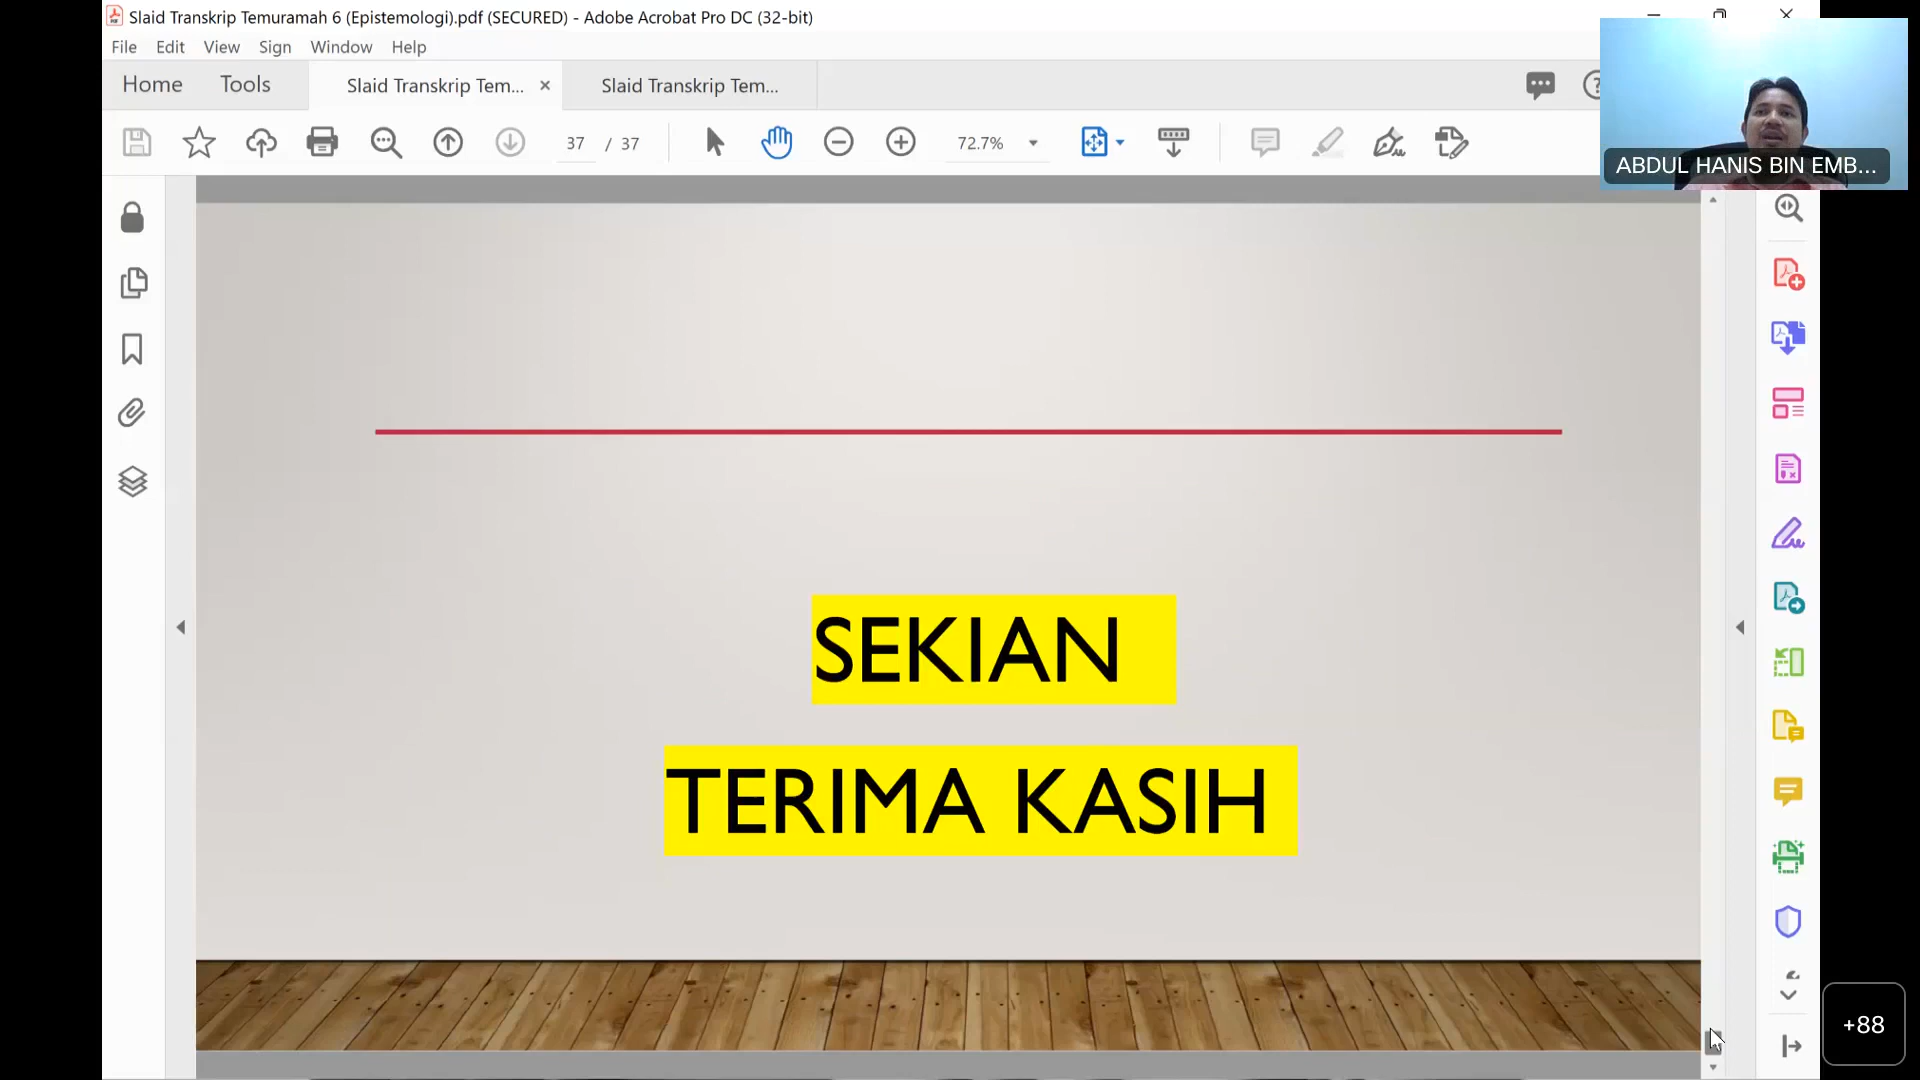 Slaid Transkrip Temuramah 6 (Epistemologi).pdf (SECURED) - Adobe Acrobat Pro DC (32-bit)
File Edit View Sign Window Help
Home Tools Slaid Transkrip Tem... × Slaid Transkrip Tem...
37 / 37 72.7%
ABDUL HANIS BIN EMB...
SEKIAN
TERIMA KASIH
+88